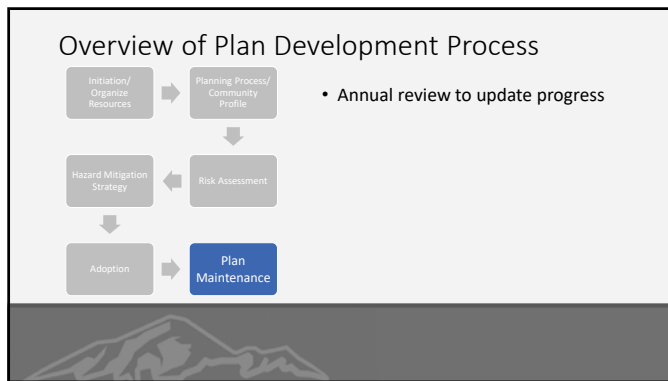 Overview of Plan Development Process
Initiation/
Organize
Resources
Planning Process/
Community
Profile
• Annual review to update progress
Hazard Mitigation
Strategy
Risk Assessment
Adoption
Plan
Maintenance